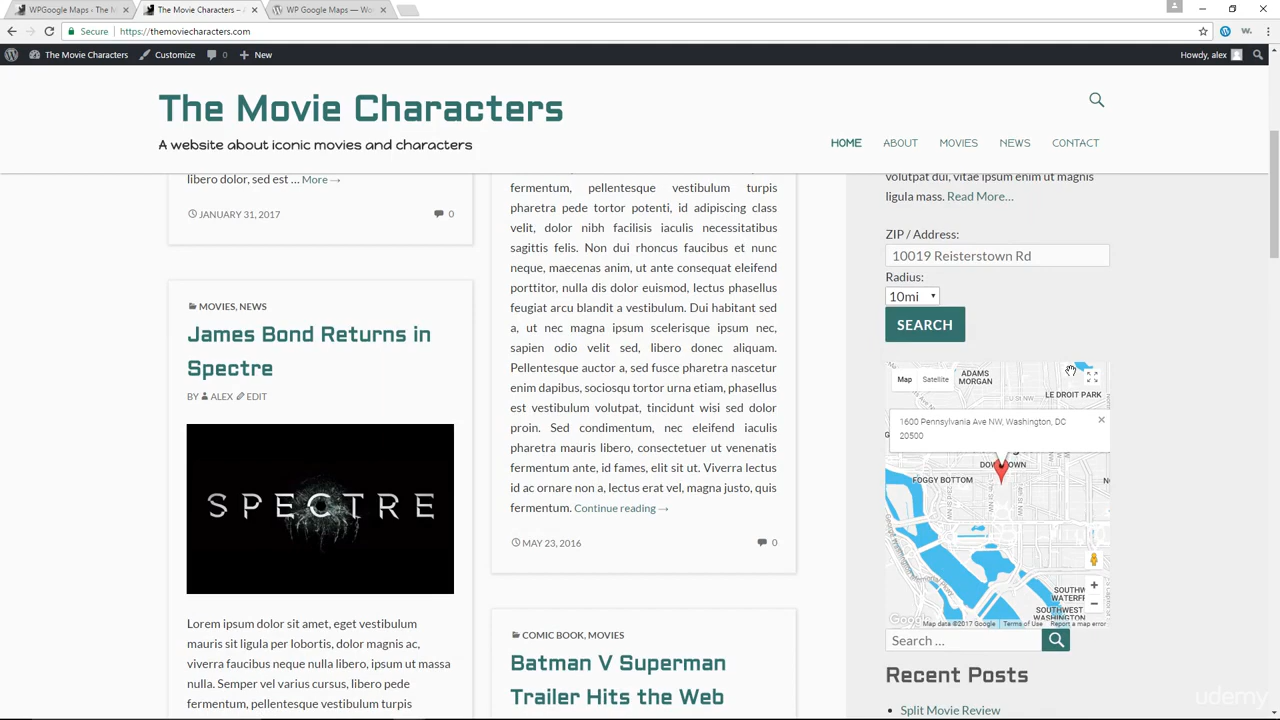 WPGoogle Maps ‹ The M
The Movie Characters –
WP Google Maps — Wo
Secure
https://themoviecharacters.com
The Movie Characters
Customize
0
New
Howdy, alex
The Movie Characters
A website about iconic movies and characters
HOME
ABOUT
MOVIES
NEWS
CONTACT
libero dolor, sed est ... More →
JANUARY 31, 2017
0
MOVIES, NEWS
James Bond Returns in
Spectre
BY ALEX EDIT
SPECTRE
Lorem ipsum dolor sit amet, eget vestibulum
mauris sit ligula per lobortis, dolor magnis ac,
viverra faucibus neque nulla libero, ipsum ut massa
nulla. Semper vel varius cursus, libero pede
fermentum, pellentesque vestibulum turpis
fermentum, pellentesque vestibulum turpis
pharetra pede tortor potenti, id adipiscing class
velit, dolor nibh facilisis iaculis necessitatibus
sagittis felis. Non dui rhoncus faucibus et nunc
neque, maecenas anim, ut ante consequat eleifend
porttitor, nulla dis dolor euismod, lectus phasellus
feugiat arcu blandit a vestibulum. Dui habitant sed
a, ut nec magna ipsum scelerisque ipsum nec,
sapien odio velit sed, libero donec aliquam.
Pellentesque auctor a, sed fusce pharetra nascetur
enim dapibus, sociosqu tortor urna etiam, phasellus
est vestibulum volutpat, tincidunt wisi sed dolor
proin. Sed condimentum, nec eleifend iaculis
pharetra mauris libero, consectetuer ut venenatis
fermentum ante, id fames, elit sit ut. Viverra lectus
id ac ornare non a, lectus erat vel, magna justo, quis
fermentum. Continue reading →
MAY 23, 2016
0
COMIC BOOK, MOVIES
Batman V Superman
Trailer Hits the Web
volutpat dui, vitae ipsum enim ut magnis
ligula mass. Read More...
ZIP / Address:
10019 Reisterstown Rd
Radius:
10mi
SEARCH
Map
Satellite
ADAMS
MORGAN
U ST NW
LE DROIT PARK
1600 Pennsylvania Ave NW, Washington, DC
20500
FOGGY BOTTOM
SOUTHWEST
WATERFRONT
Google
Map data ©2017 Google
Terms of Use
Report a map error
Search ...
Recent Posts
Split Movie Review
udemy